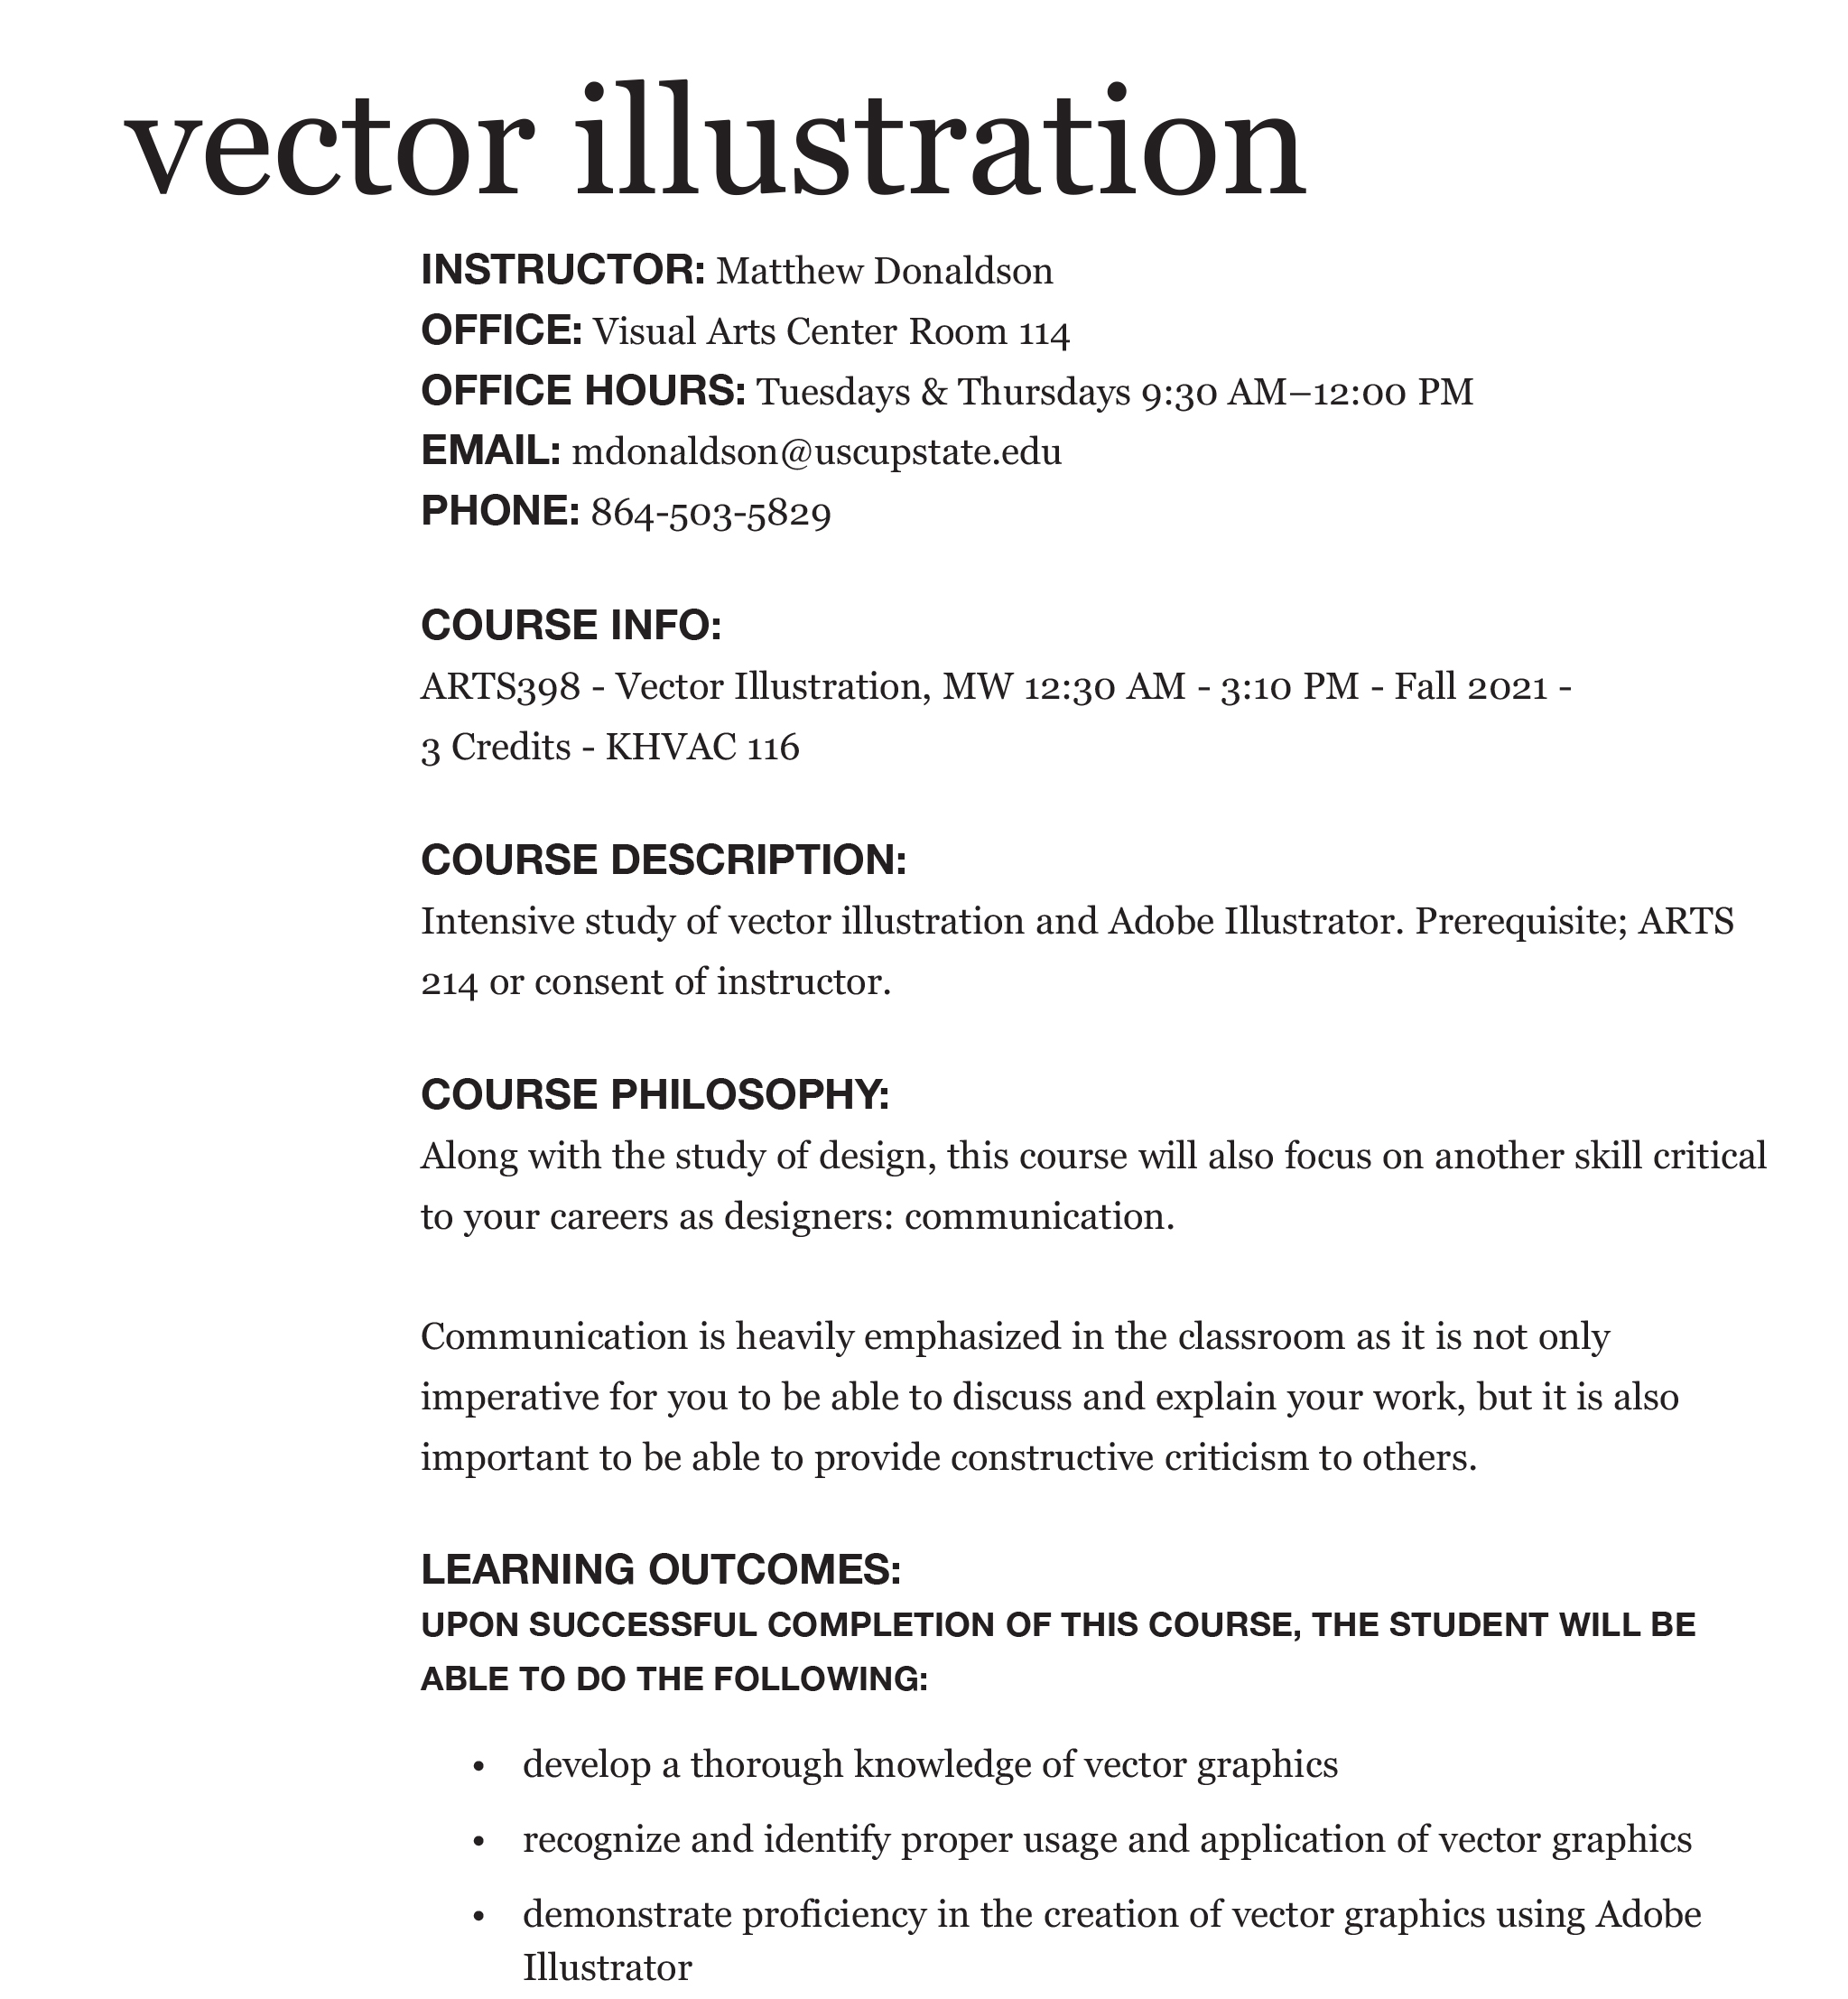 vector illustration
INSTRUCTOR: Matthew Donaldson
OFFICE: Visual Arts Center Room 114
OFFICE HOURS: Tuesdays & Thursdays 9:30 AM–12:00 PM
EMAIL: mdonaldson@uscupstate.edu
PHONE: 864-503-5829
COURSE INFO:
ARTS398 - Vector Illustration, MW 12:30 AM - 3:10 PM - Fall 2021 -
3 Credits - KHVAC 116
COURSE DESCRIPTION:
Intensive study of vector illustration and Adobe Illustrator. Prerequisite; ARTS
214 or consent of instructor.
COURSE PHILOSOPHY:
Along with the study of design, this course will also focus on another skill critical
to your careers as designers: communication.
Communication is heavily emphasized in the classroom as it is not only
imperative for you to be able to discuss and explain your work, but it is also
important to be able to provide constructive criticism to others.
LEARNING OUTCOMES:
UPON SUCCESSFUL COMPLETION OF THIS COURSE, THE STUDENT WILL BE
ABLE TO DO THE FOLLOWING:
• develop a thorough knowledge of vector graphics
• recognize and identify proper usage and application of vector graphics
• demonstrate proficiency in the creation of vector graphics using Adobe
Illustrator